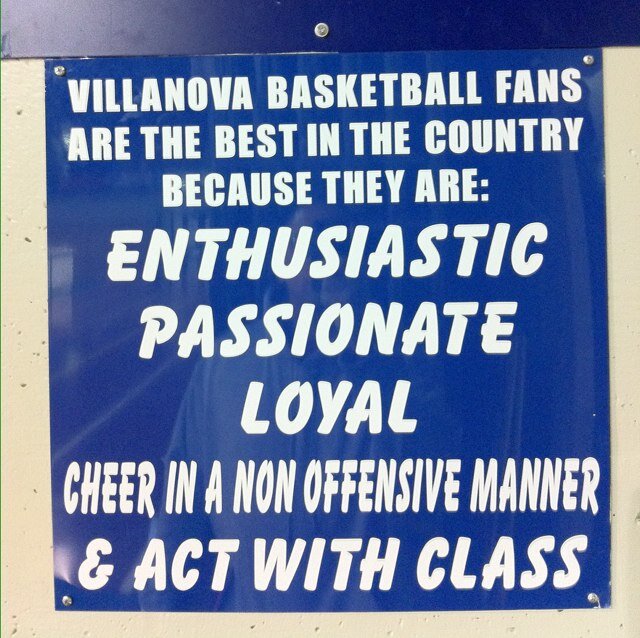 VILLANOVA BASKETBALL FANS
ARE THE BEST IN THE COUNTRY
BECAUSE THEY ARE:
ENTHUSIASTIC
PASSIONATE
LOYAL
CHEER IN A NON OFFENSIVE MANNER
& ACT WITH CLASS